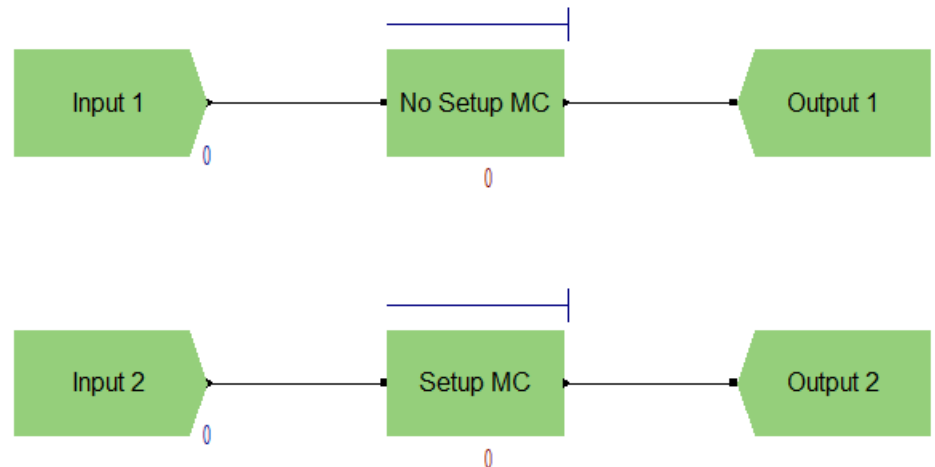 Input 1
No Setup MC
Output 1
0
0
Input 2
Setup MC
Output 2
0
0